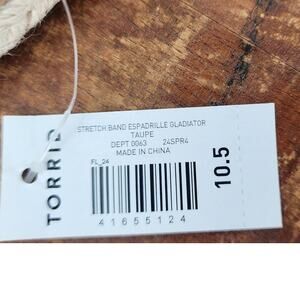 TORRID
STRETCH BAND ESPADRILLE GLADIATOR
TAUPE
DEPT 0063 24SPR4
MADE IN CHINA
FL_24
41655124
10.5